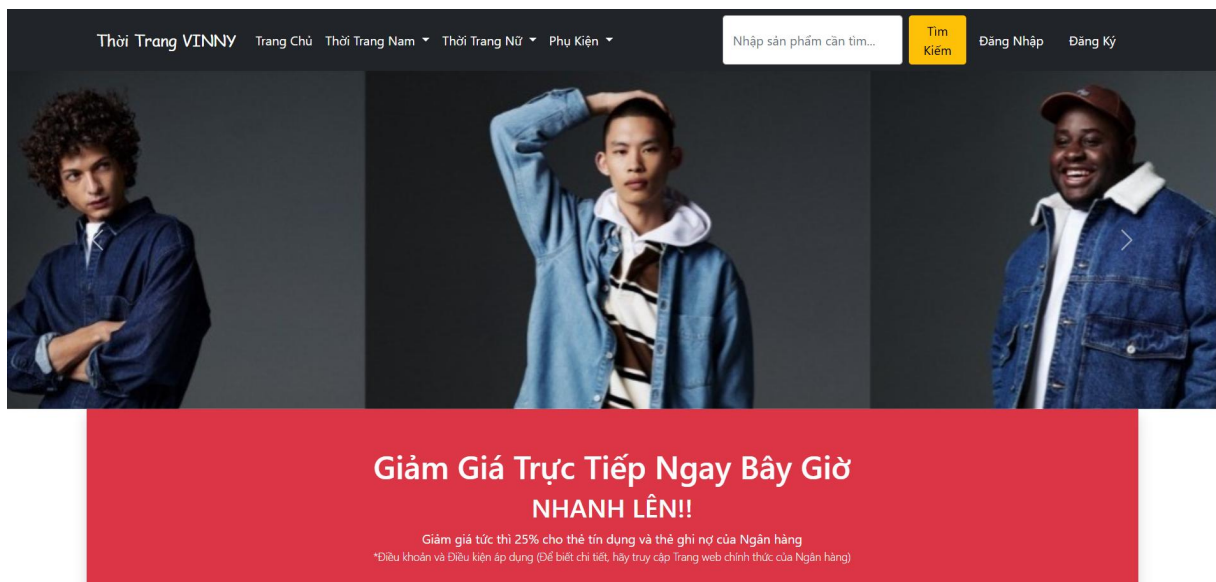 Thời Trang VINNY Trang Chủ Thời Trang Nam Thời Trang Nữ Phụ Kiện Nhập sản phẩm cần tìm... Tìm Kiếm Đăng Nhập Đăng Ký
Giảm Giá Trực Tiếp Ngay Bây Giờ
NHANH LÊN!!
Giảm giá tức thì 25% cho thẻ tín dụng và thẻ ghi nợ của Ngân hàng
*Điều khoản và Điều kiện áp dụng (Để biết chi tiết, hãy truy cập Trang web chính thức của Ngân hàng)